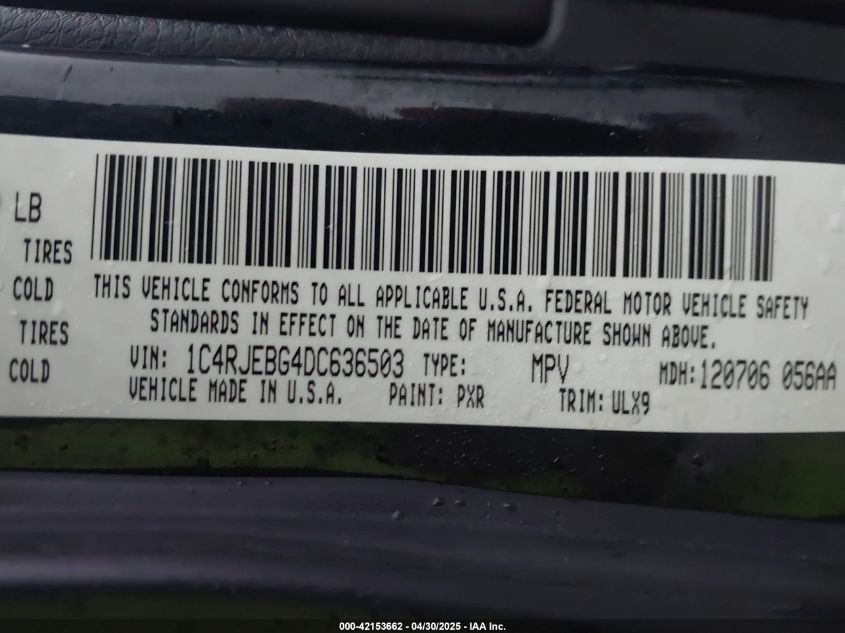 LB
TIRES
COLD
THIS VEHICLE CONFORMS TO ALL APPLICABLE U.S.A. FEDERAL MOTOR VEHICLE SAFETY
STANDARDS IN EFFECT ON THE DATE OF MANUFACTURE SHOWN ABOVE.
TIRES
COLD
VIN: 1C4RJEBG4DC636503 TYPE: MPV MDH: 120706 056AA
VEHICLE MADE IN U.S.A. PAINT: PXR TRIM: ULX9
000-42153662 - 04/30/2025 - IAA Inc.